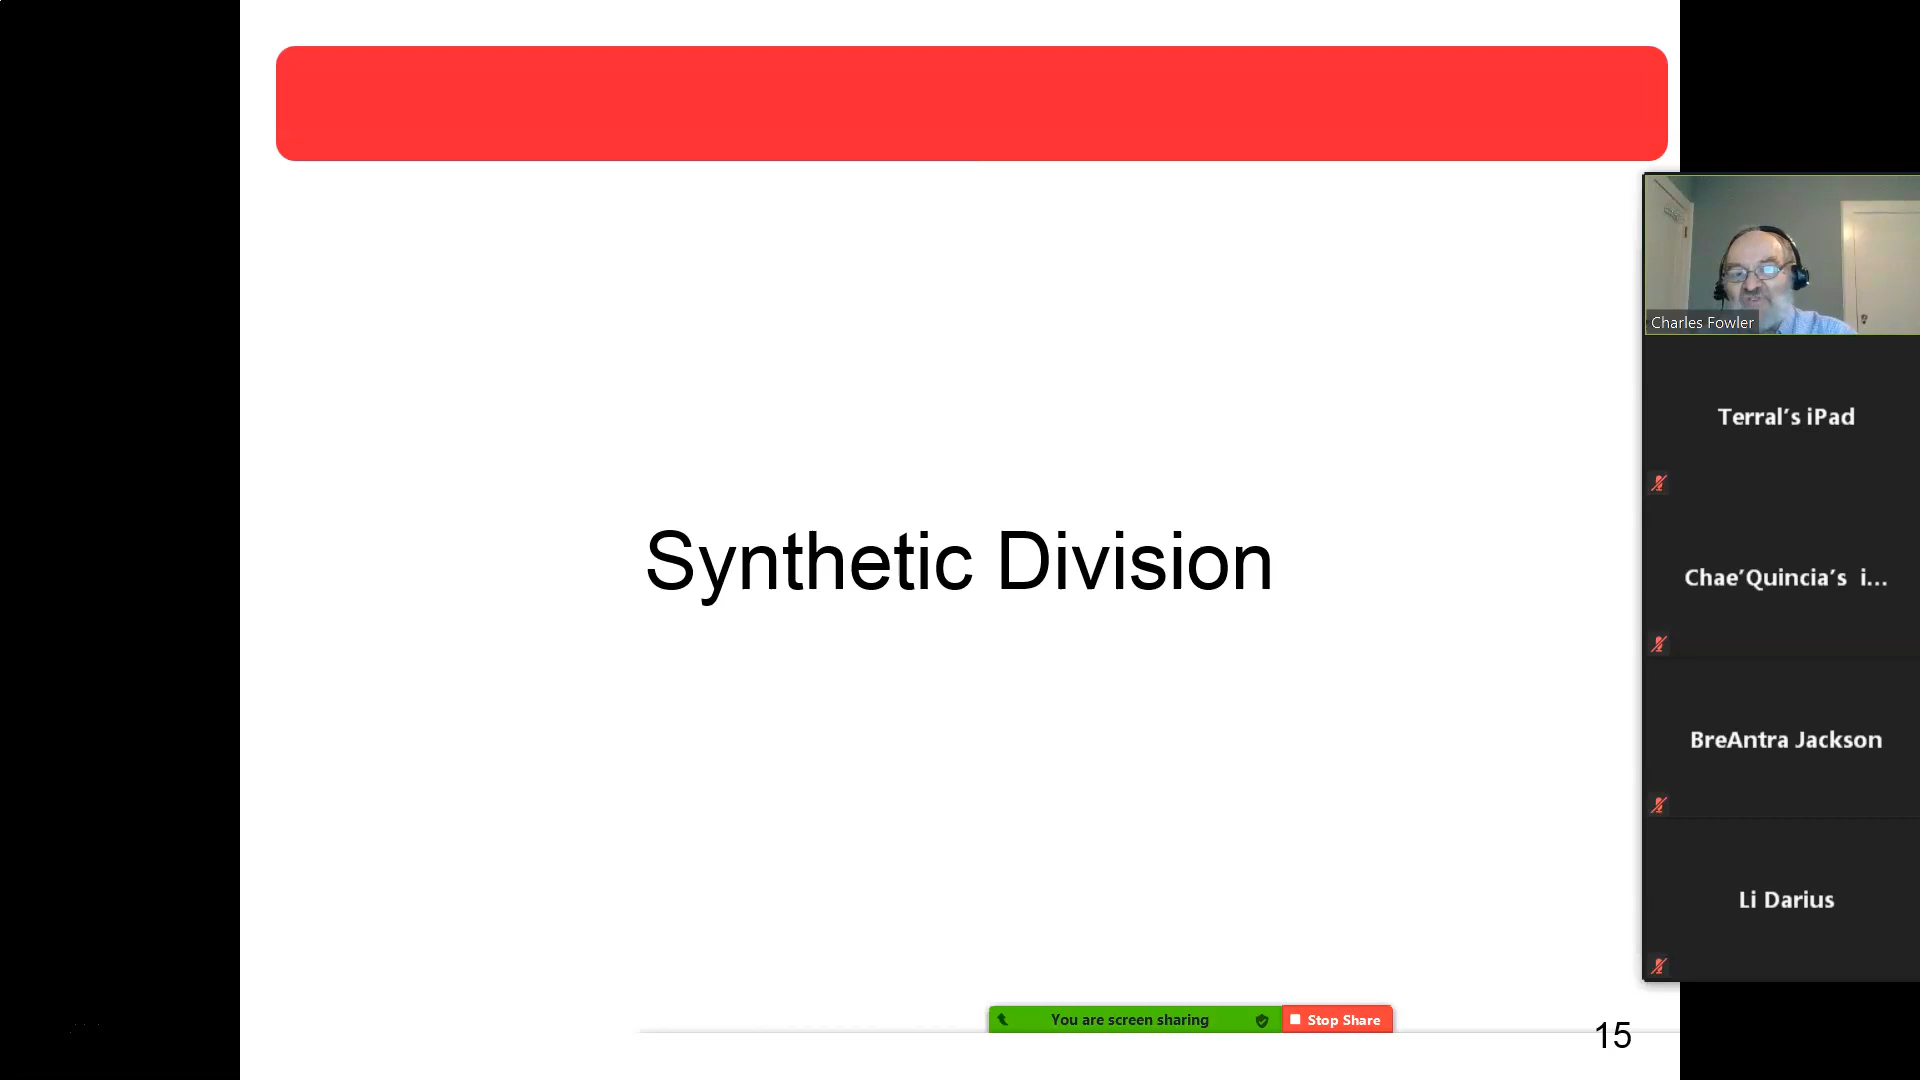 Synthetic Division
Charles Fowler
Terral’s iPad
Chae’Quincia’s i...
BreAntra Jackson
Li Darius
You are screen sharing
Stop Share
15